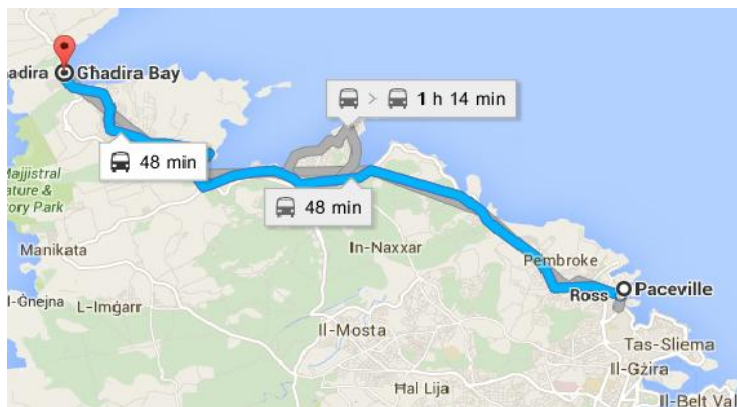 adira
Għadira Bay
1 h 14 min
48 min
Majjistral
ature &
ory Park
48 min
In-Naxxar
Manikata
Pembroke
Ross
Paceville
l-Ġnejna
L-Imġarr
Il-Mosta
Tas-Sliema
Il-Gżira
Ħal Lija
Il-Belt Val